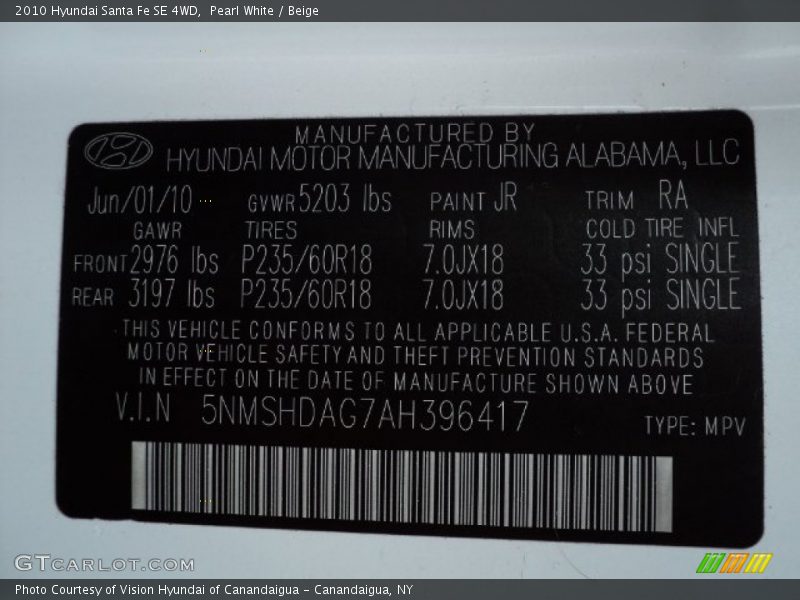 2010 Hyundai Santa Fe SE 4WD,  Pearl White / Beige
MANUFACTURED BY
HYUNDAI MOTOR MANUFACTURING ALABAMA, LLC
Jun/01/10 GVWR 5203 lbs PAINT JR TRIM RA
GAWR TIRES RIMS COLD TIRE INFL
FRONT 2976 lbs P235/60R18 7.0JX18 33 psi SINGLE
REAR 3197 lbs P235/60R18 7.0JX18 33 psi SINGLE
THIS VEHICLE CONFORMS TO ALL APPLICABLE U.S.A. FEDERAL
MOTOR VEHICLE SAFETY AND THEFT PREVENTION STANDARDS
IN EFFECT ON THE DATE OF MANUFACTURE SHOWN ABOVE
V.I.N 5NMSHDAG7AH396417 TYPE: MPV
GTCARLOT.COM
Photo Courtesy of Vision Hyundai of Canandaigua – Canandaigua, NY